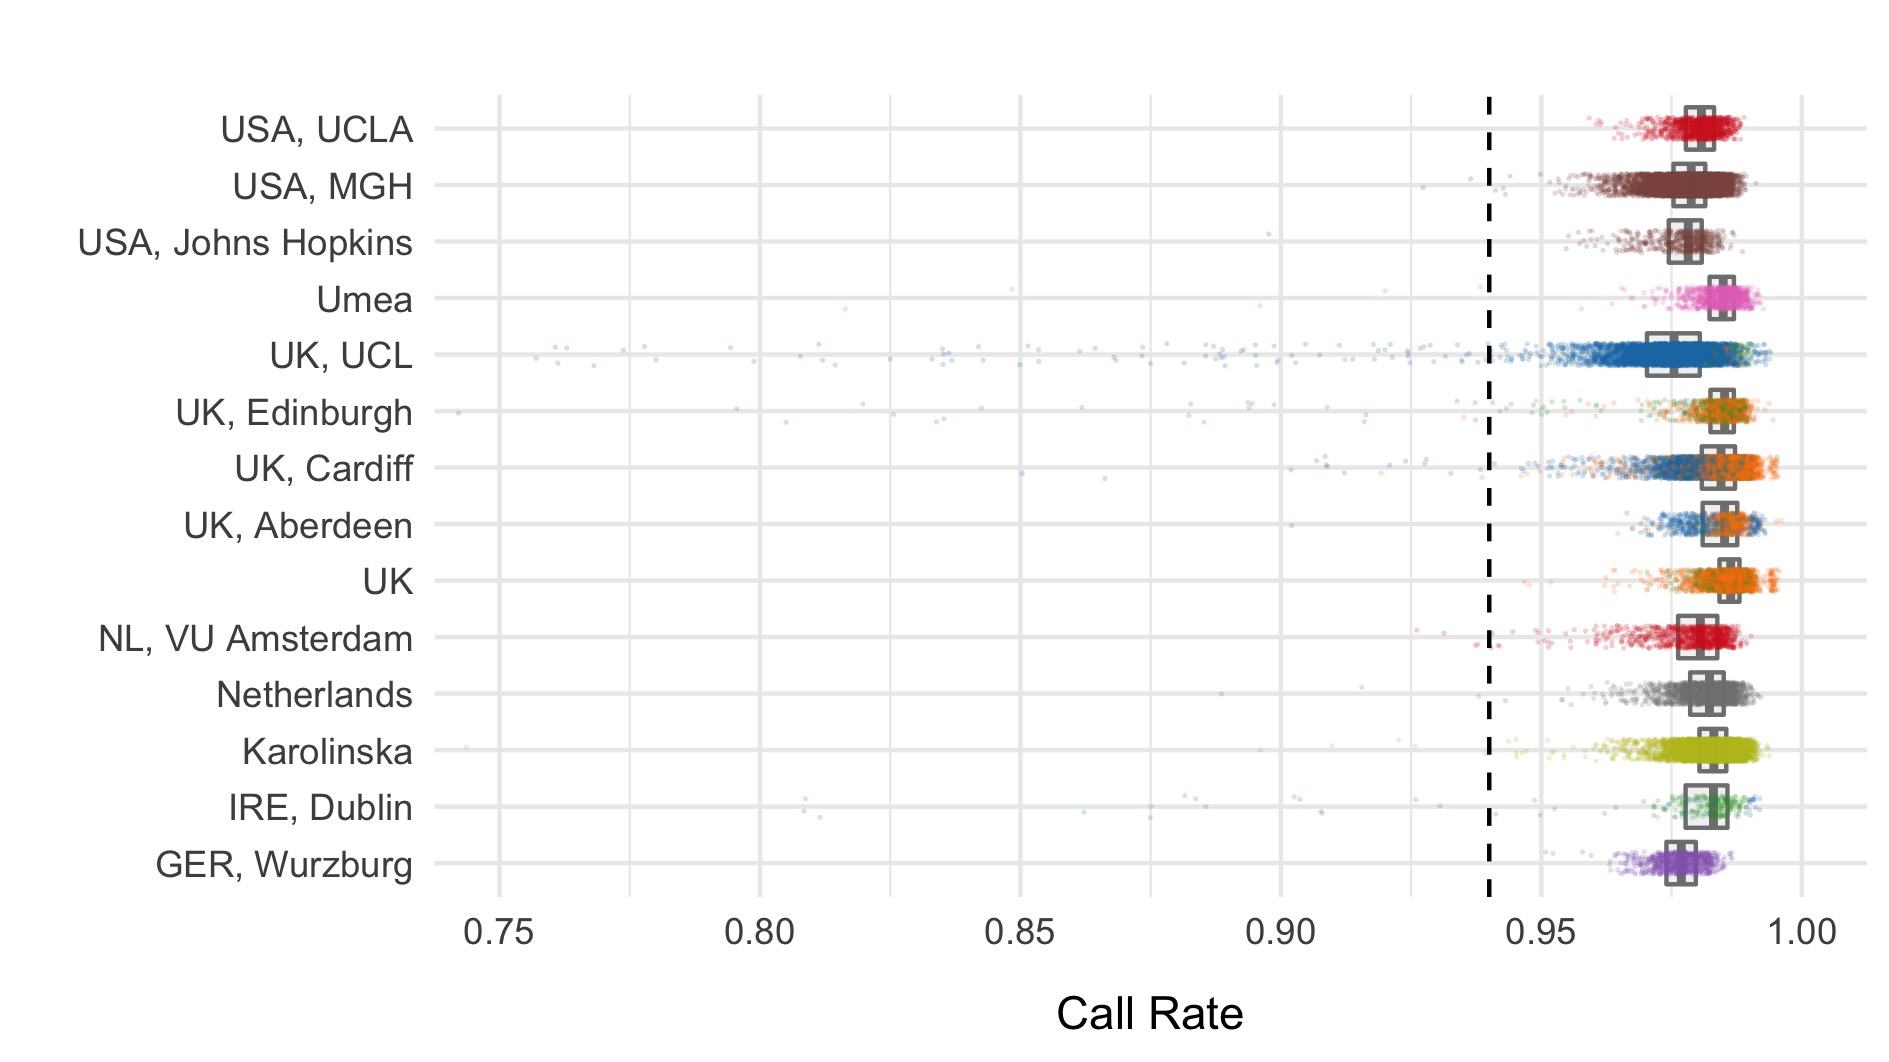 USA, UCLA
USA, MGH
USA, Johns Hopkins
Umea
UK, UCL
UK, Edinburgh
UK, Cardiff
UK, Aberdeen
UK
NL, VU Amsterdam
Netherlands
Karolinska
IRE, Dublin
GER, Wurzburg
0.75 0.80 0.85 0.90 0.95 1.00
Call Rate